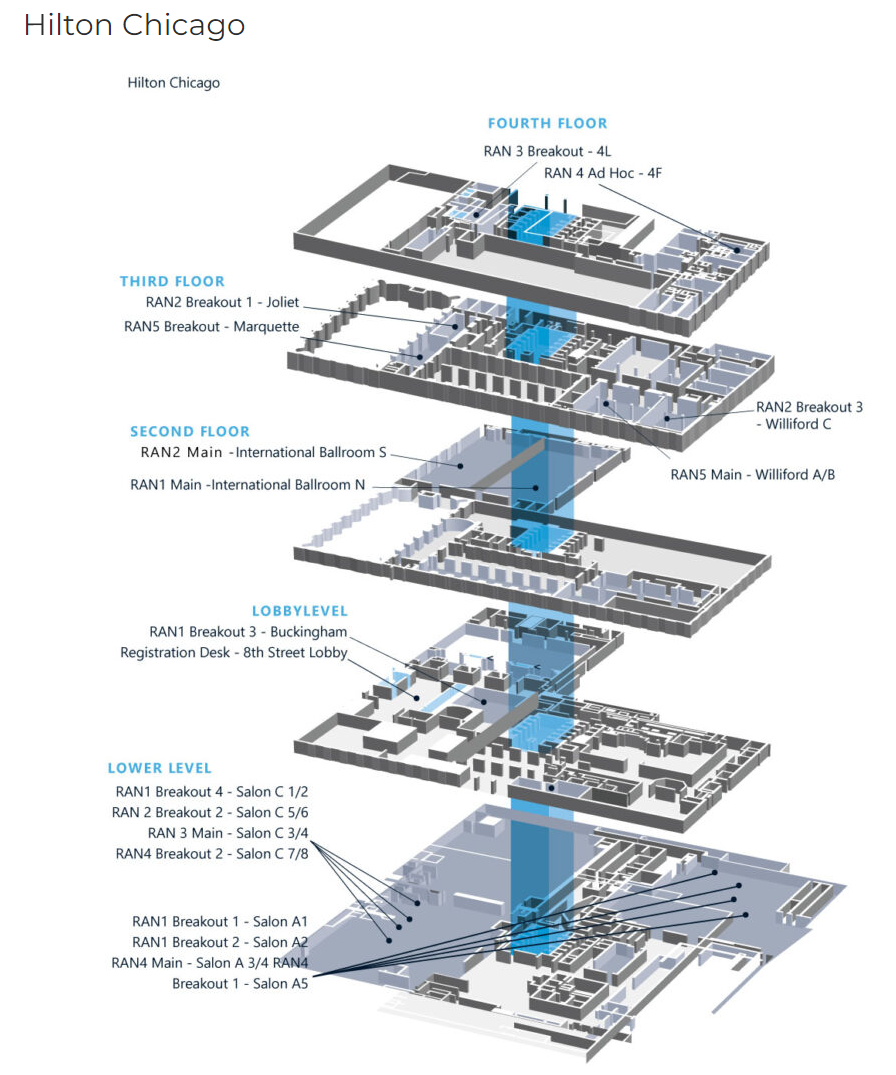 Hilton Chicago
Hilton Chicago
FOURTH FLOOR
RAN 3 Breakout - 4L
RAN 4 Ad Hoc - 4F
THIRD FLOOR
RAN2 Breakout 1 - Joliet
RAN5 Breakout - Marquette
RAN2 Breakout 3
- Williford C
RAN5 Main - Williford A/B
SECOND FLOOR
RAN2 Main -International Ballroom S
RAN1 Main -International Ballroom N
LOBBYLEVEL
RAN1 Breakout 3 - Buckingham
Registration Desk - 8th Street Lobby
LOWER LEVEL
RAN1 Breakout 4 - Salon C 1/2
RAN 2 Breakout 2 - Salon C 5/6
RAN 3 Main - Salon C 3/4
RAN4 Breakout 2 - Salon C 7/8
RAN1 Breakout 1 - Salon A1
RAN1 Breakout 2 - Salon A2
RAN4 Main - Salon A 3/4 RAN4
Breakout 1 - Salon A5